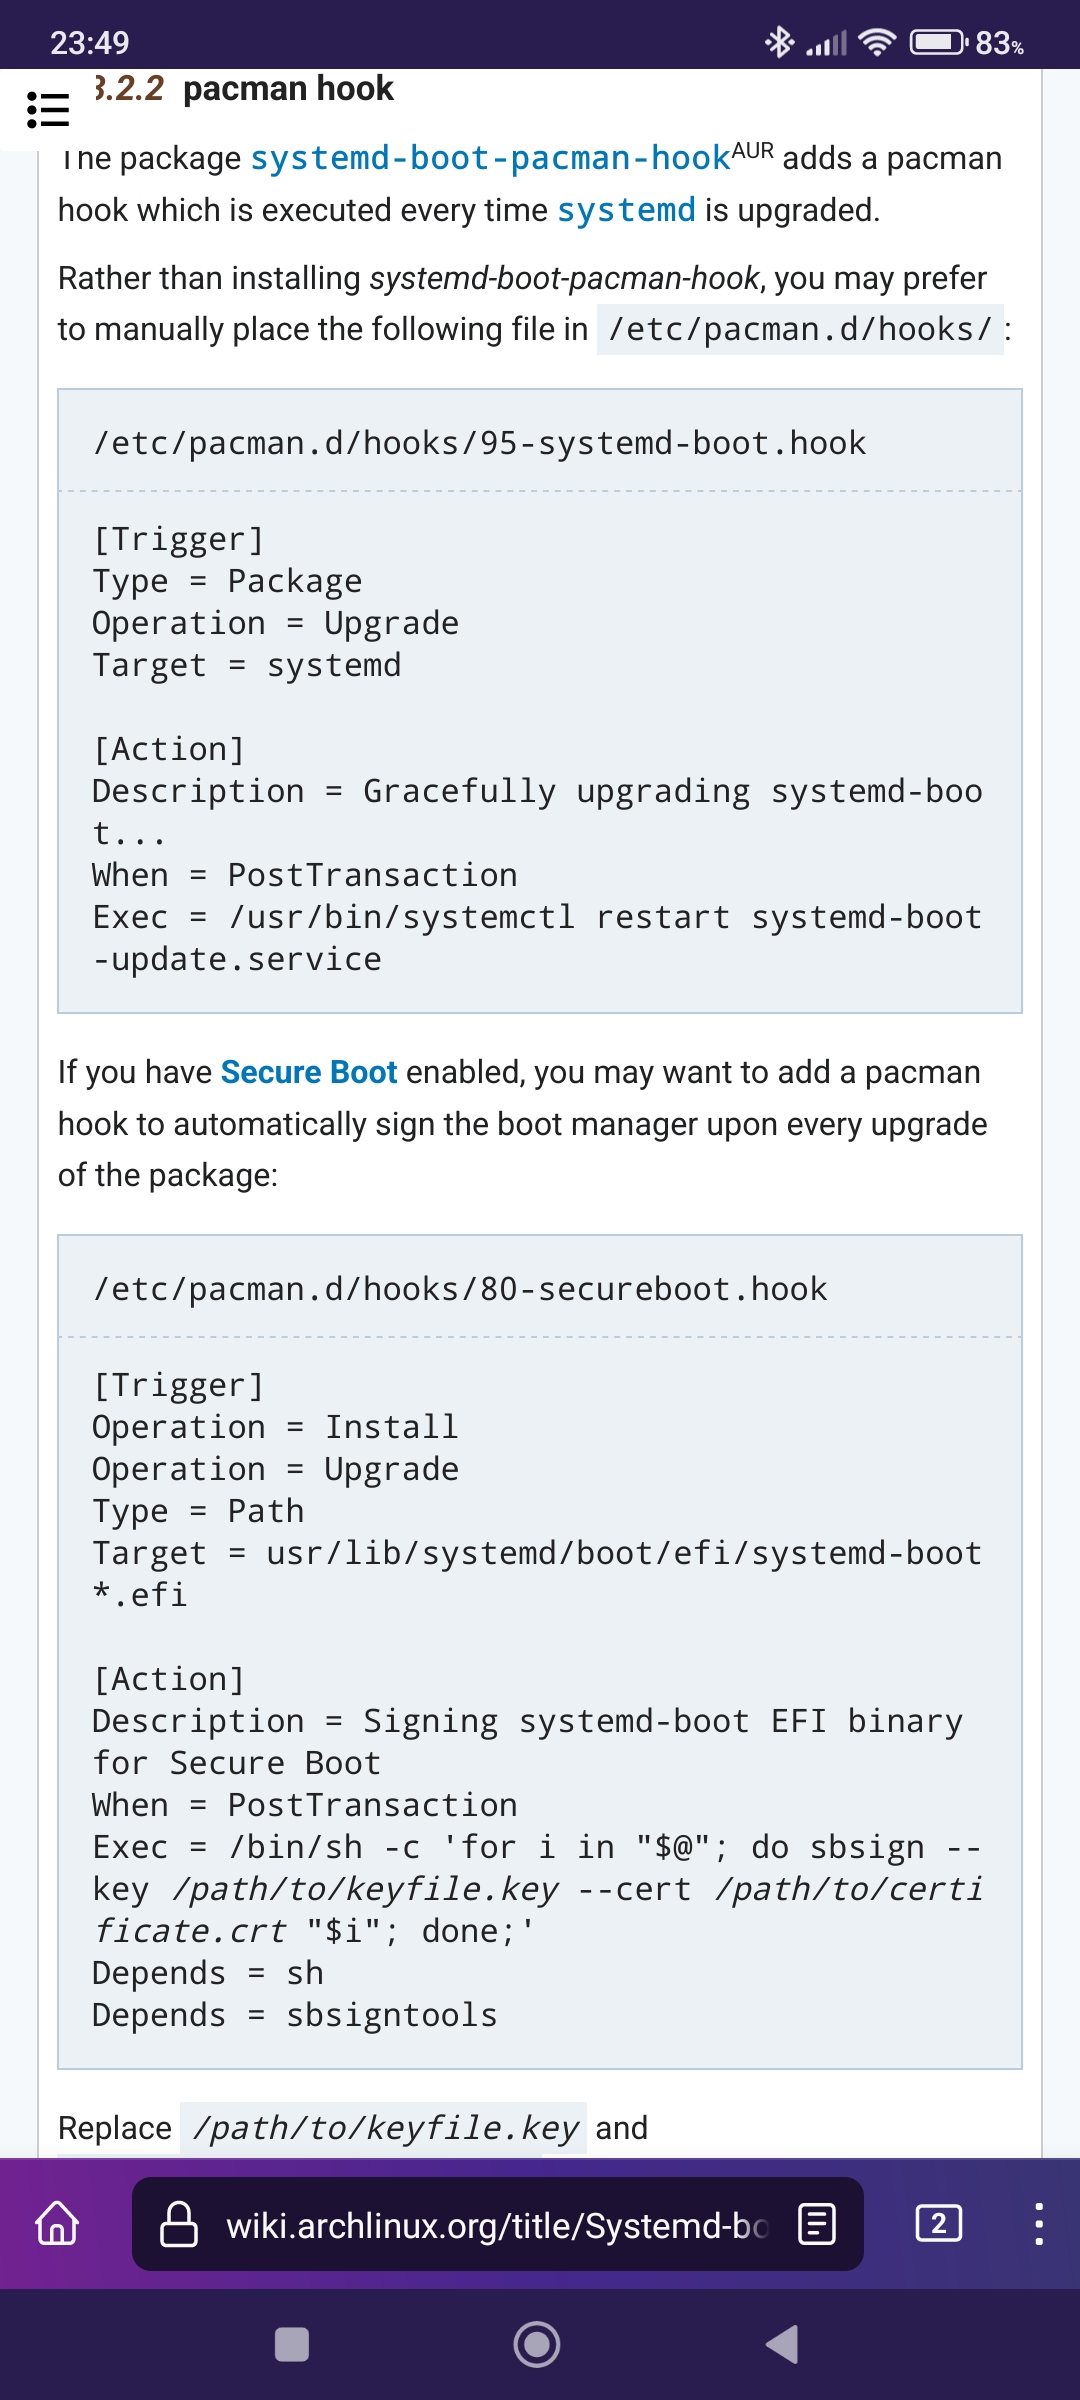 23:49
83%
3.2.2 pacman hook
The package systemd-boot-pacman-hookAUR adds a pacman
hook which is executed every time systemd is upgraded.
Rather than installing systemd-boot-pacman-hook, you may prefer
to manually place the following file in /etc/pacman.d/hooks/ :
/etc/pacman.d/hooks/95-systemd-boot.hook
[Trigger]
Type = Package
Operation = Upgrade
Target = systemd
[Action]
Description = Gracefully upgrading systemd-boo
t...
When = PostTransaction
Exec = /usr/bin/systemctl restart systemd-boot
-update.service
If you have Secure Boot enabled, you may want to add a pacman
hook to automatically sign the boot manager upon every upgrade
of the package:
/etc/pacman.d/hooks/80-secureboot.hook
[Trigger]
Operation = Install
Operation = Upgrade
Type = Path
Target = usr/lib/systemd/boot/efi/systemd-boot
*.efi
[Action]
Description = Signing systemd-boot EFI binary
for Secure Boot
When = PostTransaction
Exec = /bin/sh -c 'for i in "$@"; do sbsign --
key /path/to/keyfile.key --cert /path/to/certi
ficate.crt "$i"; done;'
Depends = sh
Depends = sbsigntools
Replace /path/to/keyfile.key and
wiki.archlinux.org/title/Systemd-bo
2